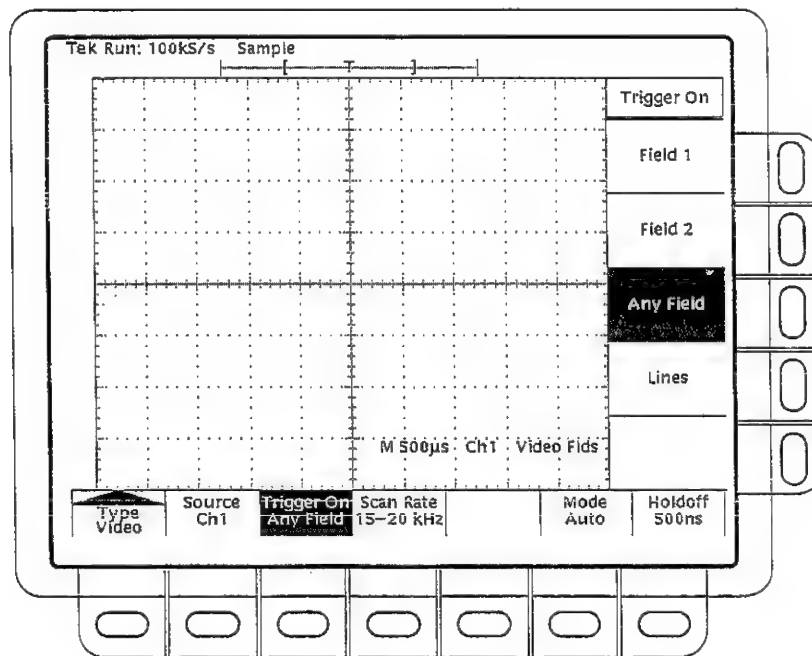 Tek Run: 100kS/s Sample
Trigger On
Field 1
Field 2
Any Field
Lines
M 500µs Ch1 Video Flds
Type
Video
Source
Ch1
Trigger On
Any Field
Scan Rate
15-20 kHz
Mode
Auto
Holdoff
500ns